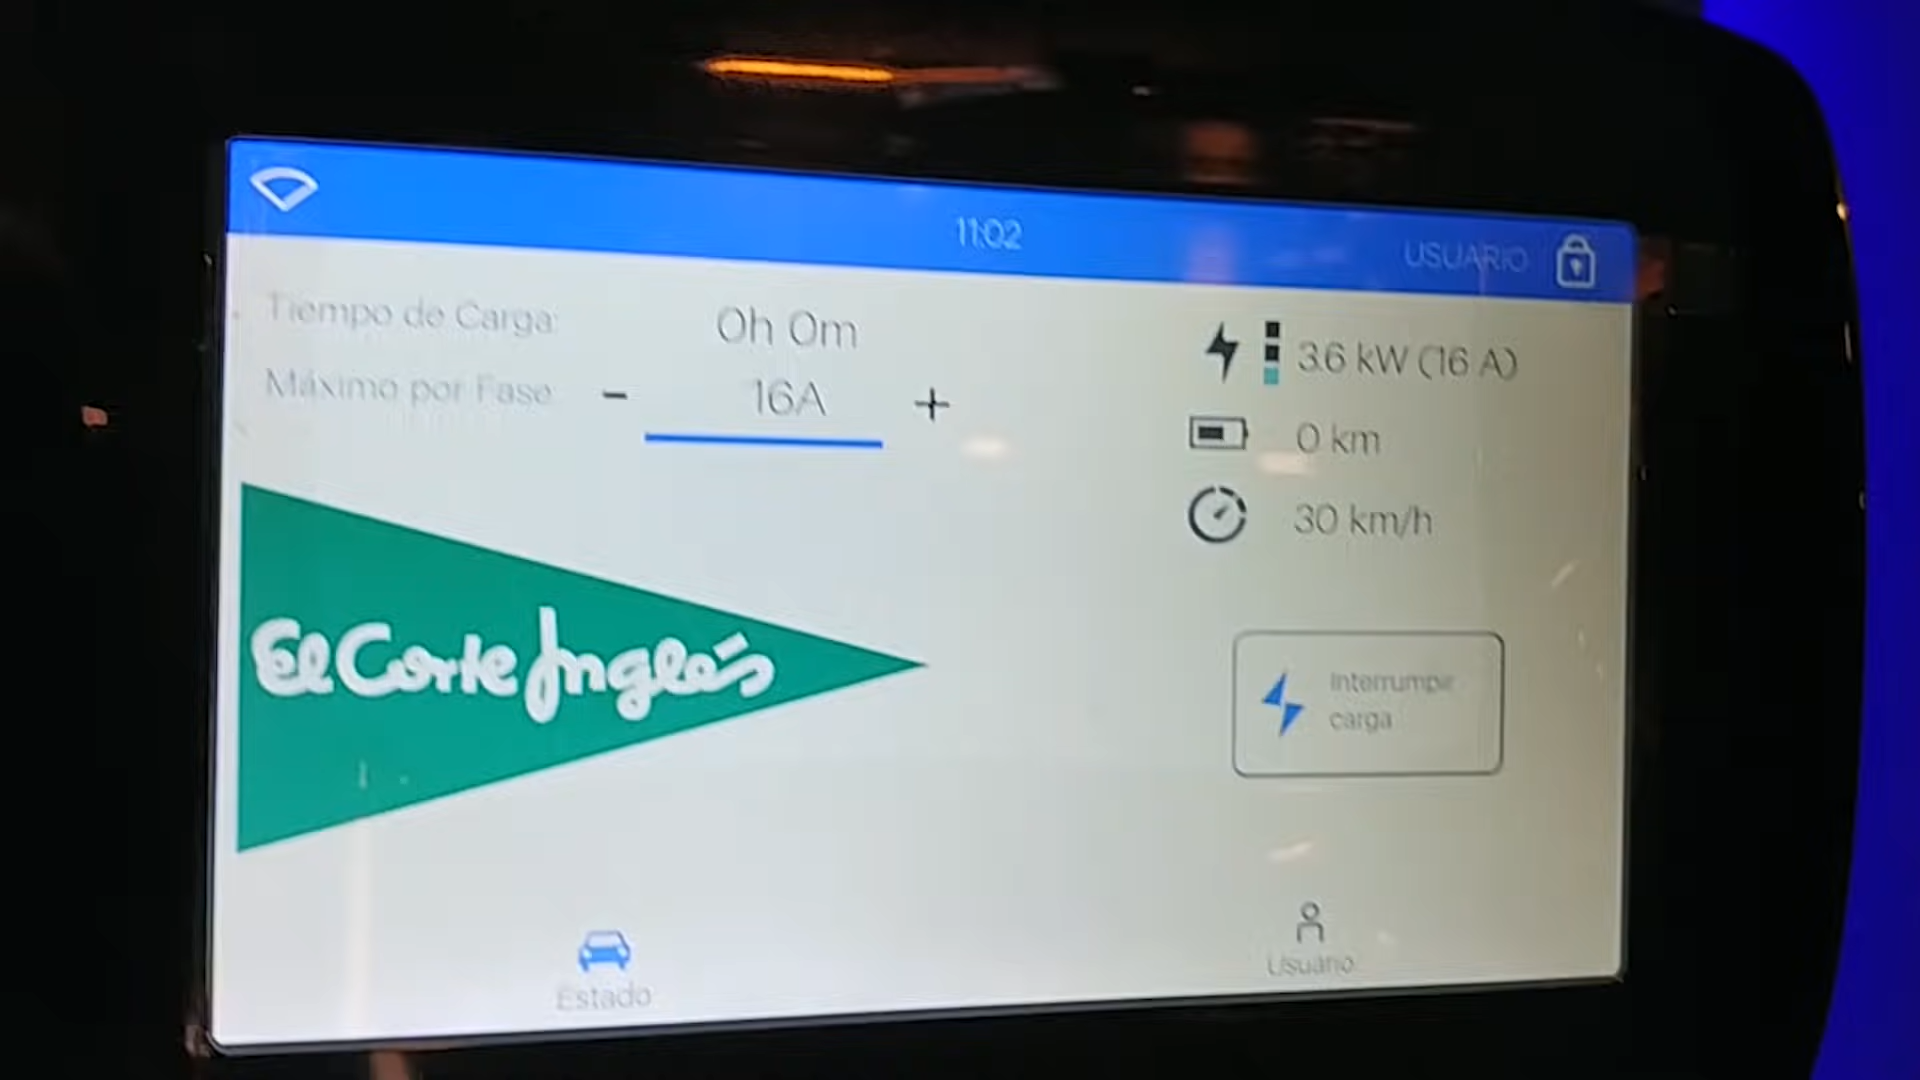 11:02
USUARIO
Tiempo de Carga:
0h 0m
Máximo por Fase
- 16A +
3.6 kW (16 A)
0 km
30 km/h
El Corte Inglés
Interrumpir
carga
Estado
Usuario